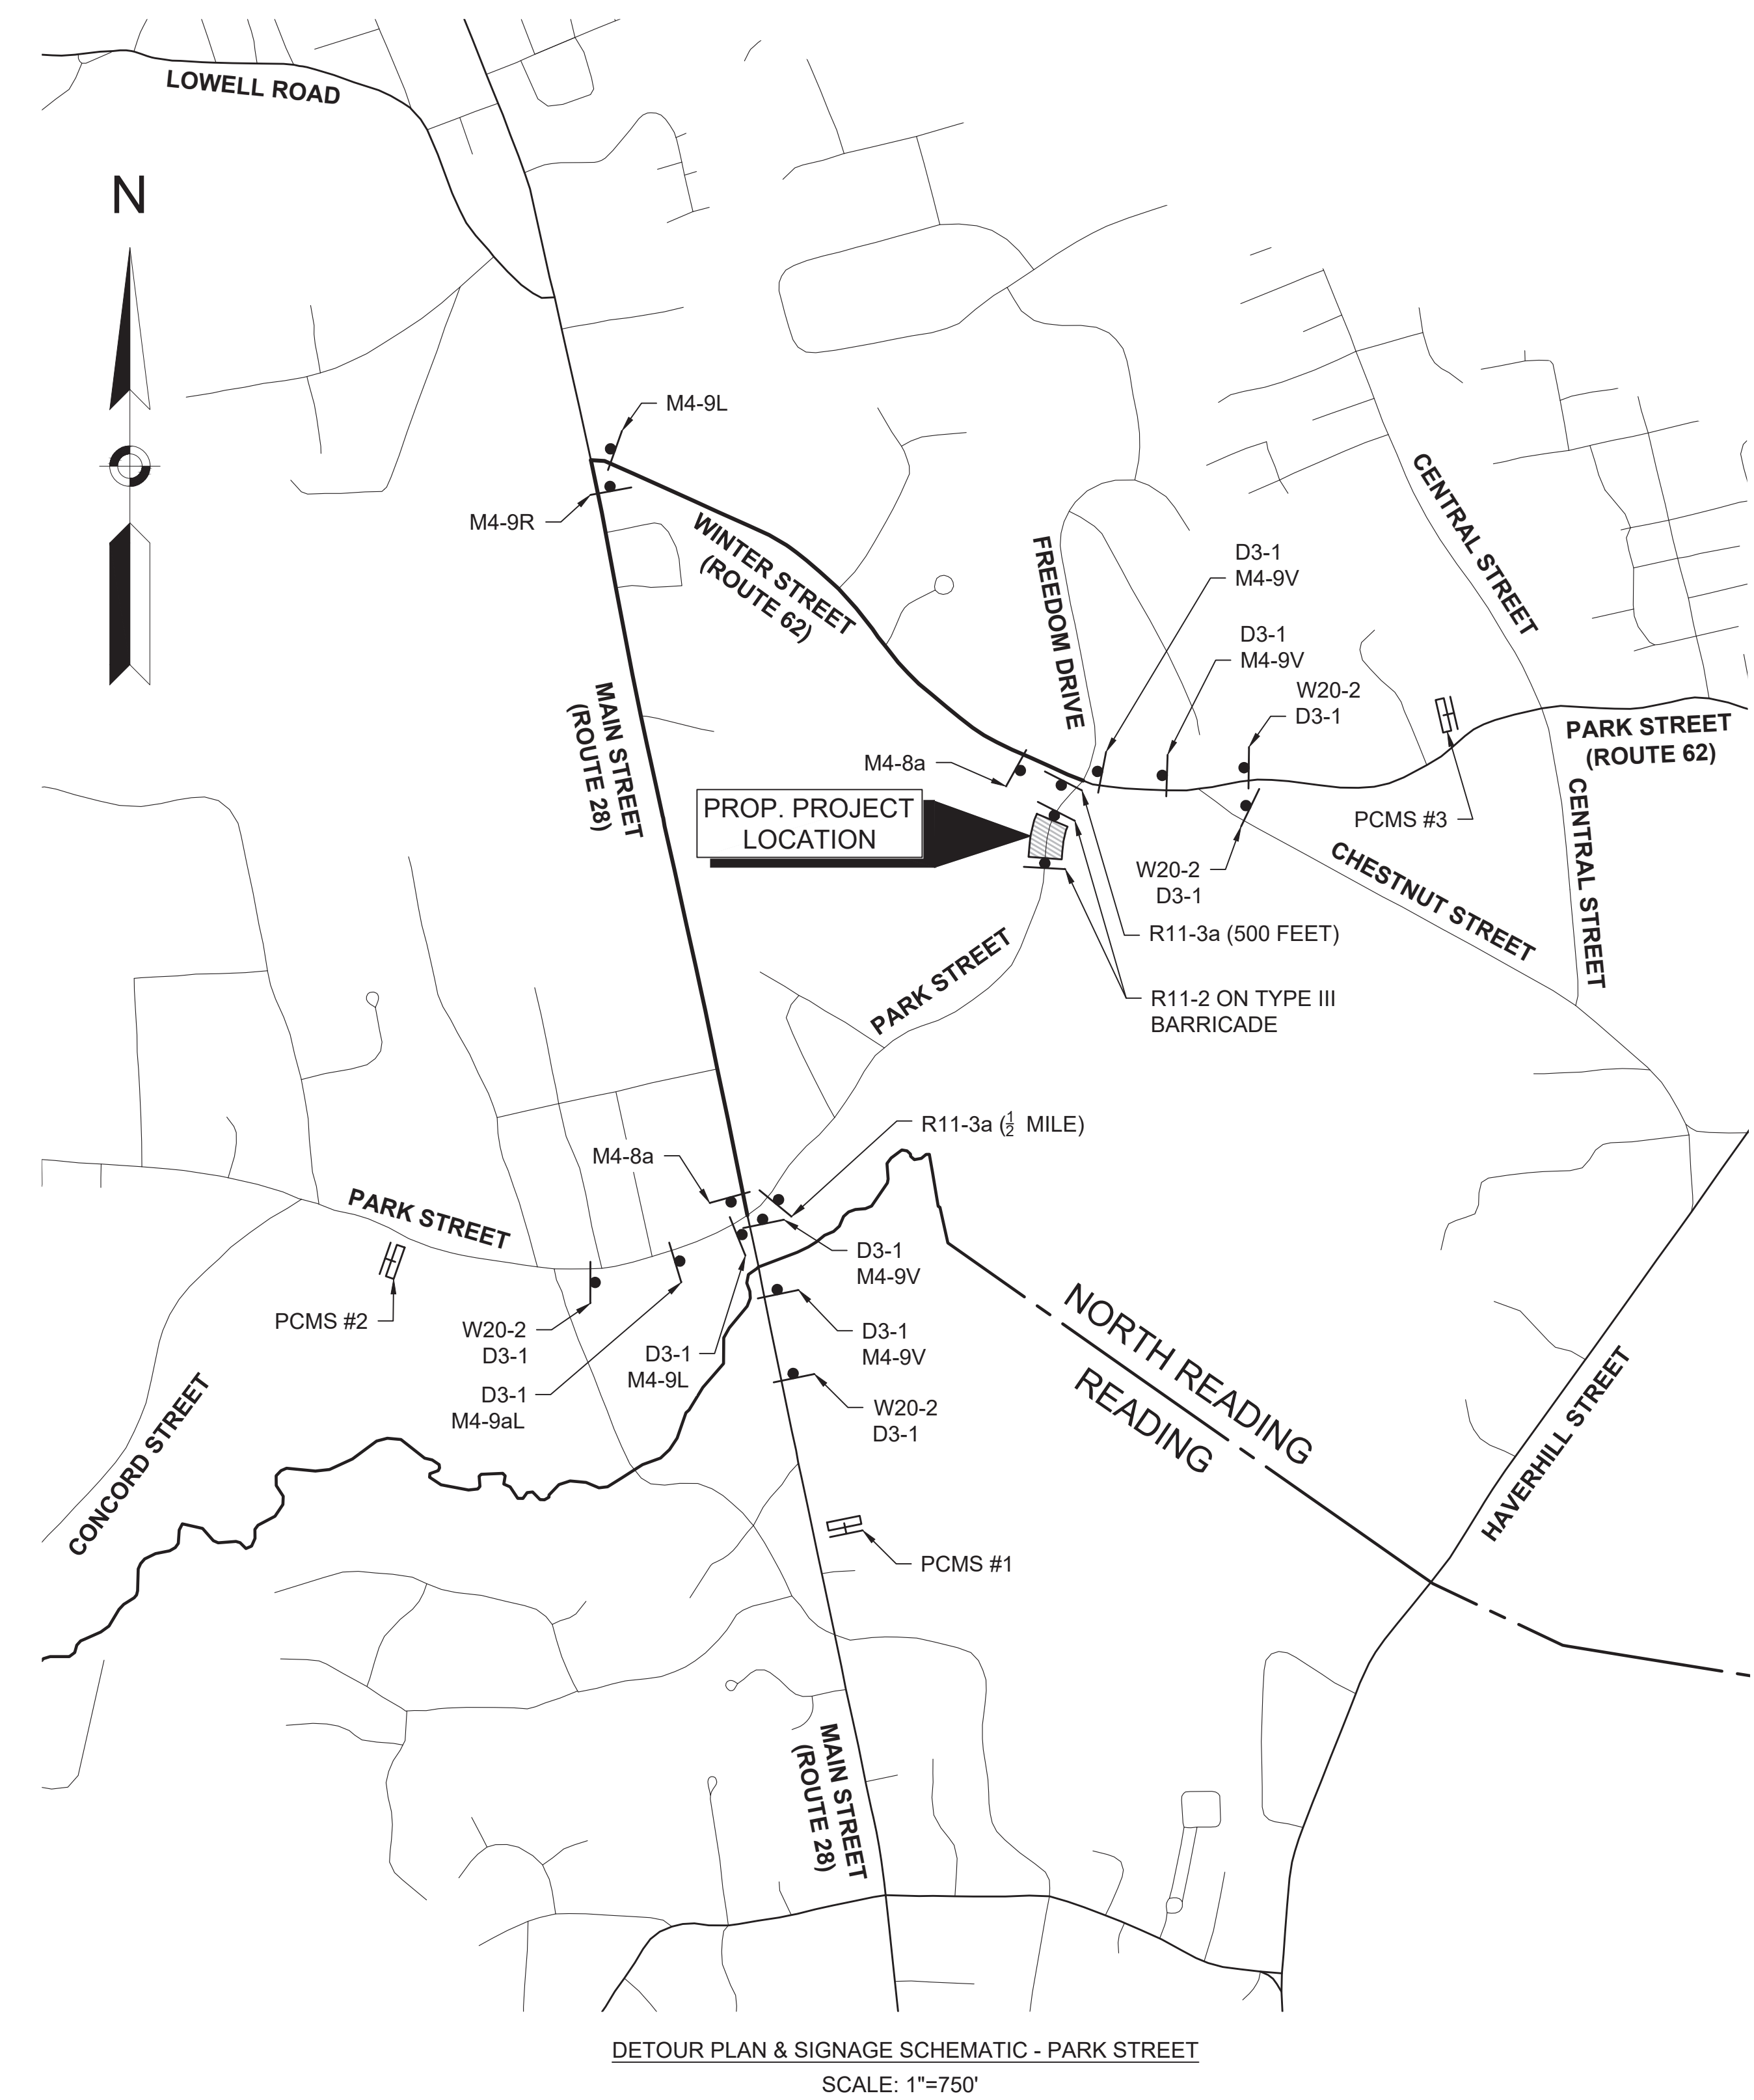 LOWELL ROAD
N
M4-9L
M4-9R
WINTER STREET
(ROUTE 62)
CENTRAL STREET
FREEDOM DRIVE
D3-1
M4-9V
D3-1
M4-9V
W20-2
D3-1
MAIN STREET
(ROUTE 28)
PARK STREET
(ROUTE 62)
M4-8a
PROP. PROJECT
LOCATION
PCMS #3
CENTRAL STREET
W20-2
D3-1
CHESTNUT STREET
R11-3a (500 FEET)
PARK STREET
R11-2 ON TYPE III
BARRICADE
R11-3a (1/2 MILE)
M4-8a
PARK STREET
D3-1
M4-9V
PCMS #2
W20-2
D3-1
D3-1
M4-9L
D3-1
M4-9V
D3-1
M4-9aL
W20-2
D3-1
NORTH READING
READING
CONCORD STREET
HAVERHILL STREET
PCMS #1
MAIN STREET
(ROUTE 28)
DETOUR PLAN & SIGNAGE SCHEMATIC - PARK STREET
SCALE: 1"=750'